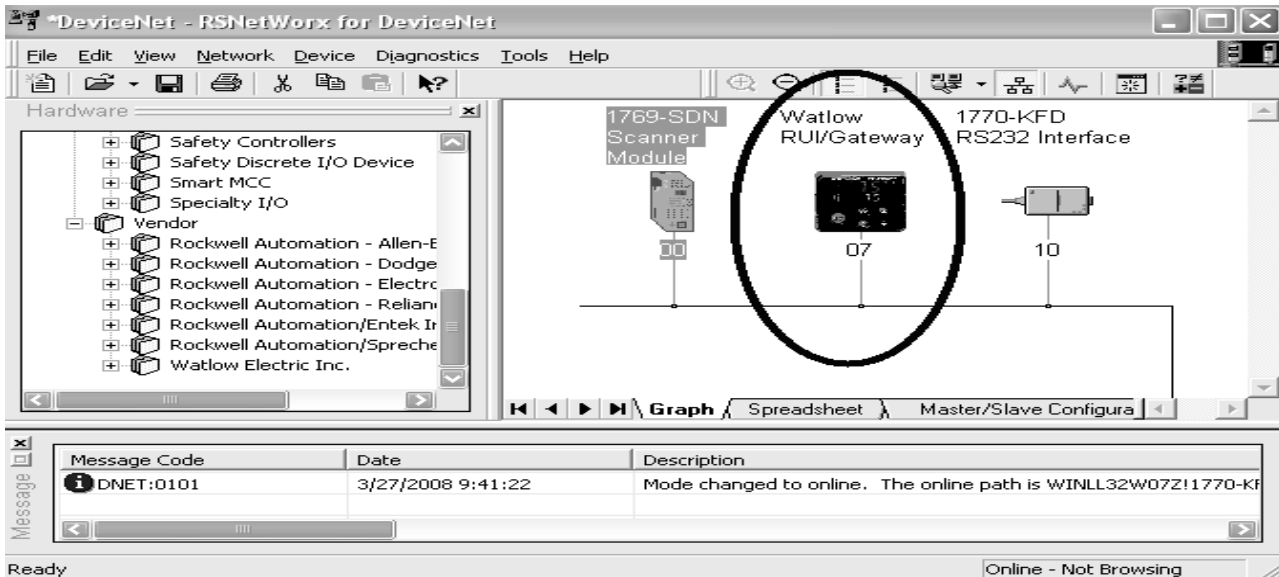 *DeviceNet - RSNetWorx for DeviceNet
File Edit View Network Device Diagnostics Tools Help
Hardware
Safety Controllers
Safety Discrete I/O Device
Smart MCC
Specialty I/O
Vendor
Rockwell Automation - Allen-B
Rockwell Automation - Dodge
Rockwell Automation - Electro
Rockwell Automation - Relian
Rockwell Automation/Entek Ir
Rockwell Automation/Spreche
Watlow Electric Inc.
1769-SDN
Scanner
Module
00
Watlow
RUI/Gateway
07
1770-KFD
RS232 Interface
10
Graph Spreadsheet Master/Slave Configura
Message
Message Code Date Description
DNET:0101 3/27/2008 9:41:22 Mode changed to online. The online path is WINLL32W07Z!1770-KF
Ready Online - Not Browsing